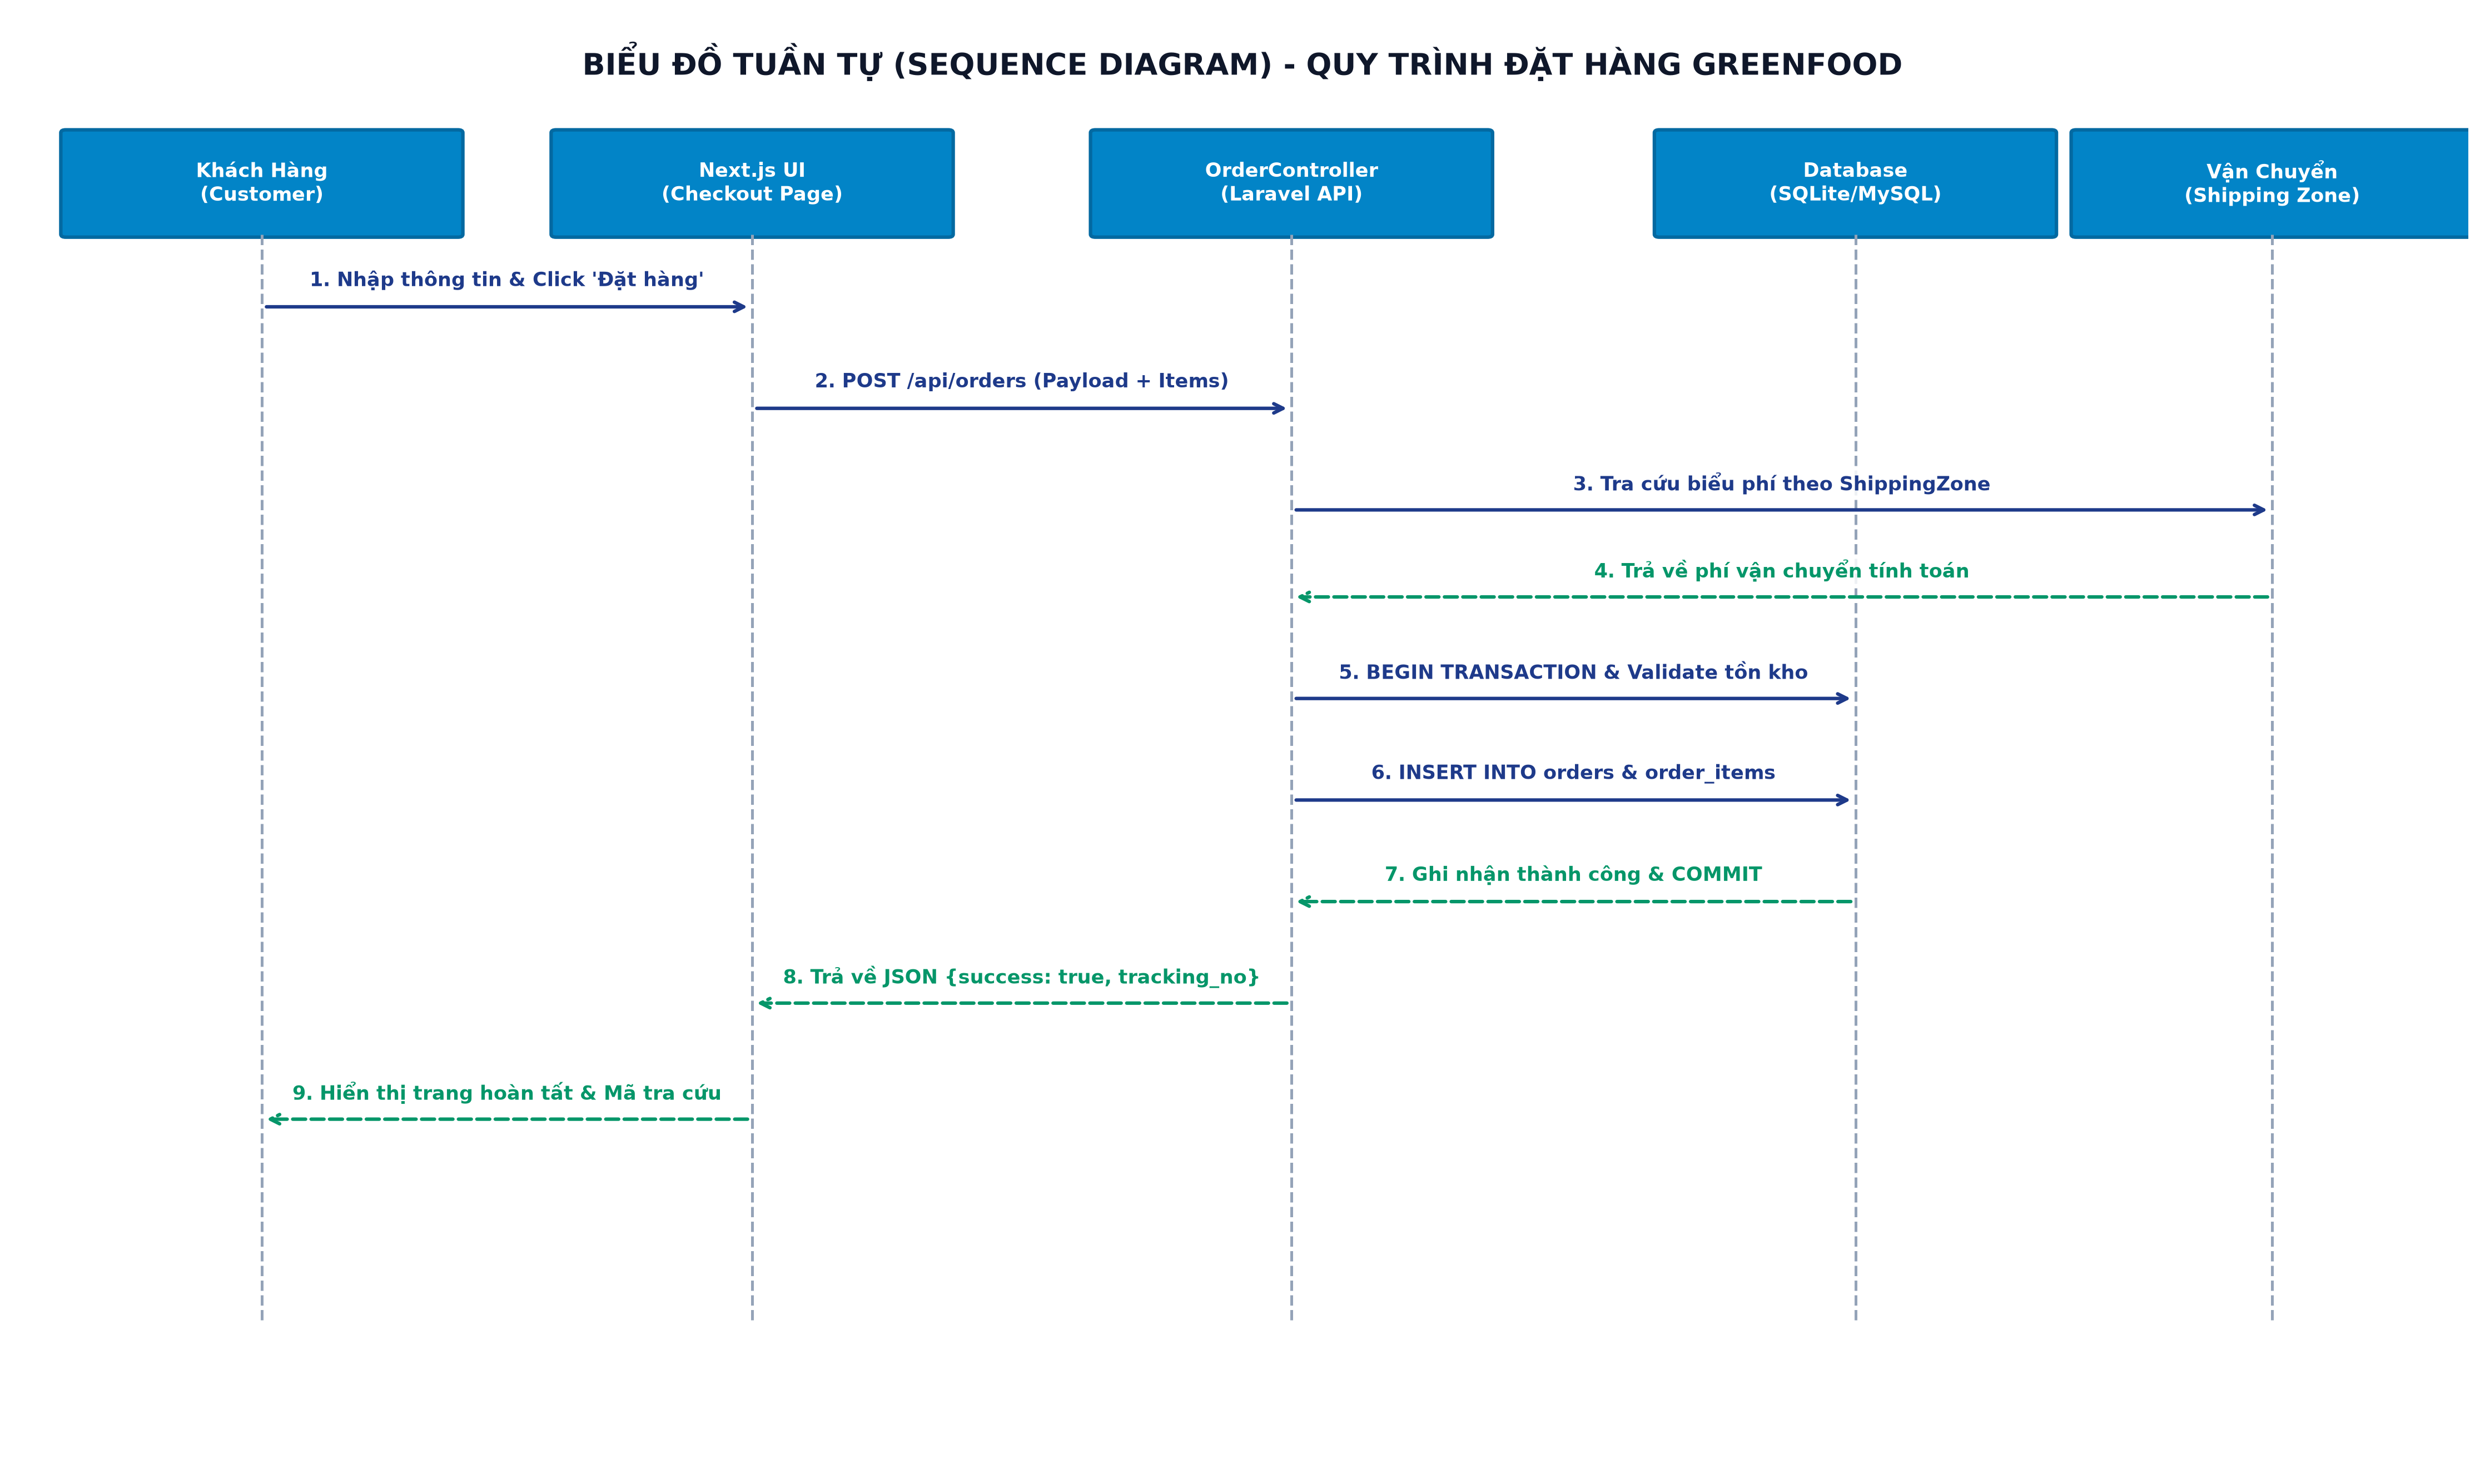 BIỂU ĐỒ TUẦN TỰ (SEQUENCE DIAGRAM) - QUY TRÌNH ĐẶT HÀNG GREENFOOD
Khách Hàng
(Customer)
Next.js UI
(Checkout Page)
OrderController
(Laravel API)
Database
(SQLite/MySQL)
Vận Chuyển
(Shipping Zone)
1. Nhập thông tin & Click 'Đặt hàng'
2. POST /api/orders (Payload + Items)
3. Tra cứu biểu phí theo ShippingZone
4. Trả về phí vận chuyển tính toán
5. BEGIN TRANSACTION & Validate tồn kho
6. INSERT INTO orders & order_items
7. Ghi nhận thành công & COMMIT
8. Trả về JSON {success: true, tracking_no}
9. Hiển thị trang hoàn tất & Mã tra cứu